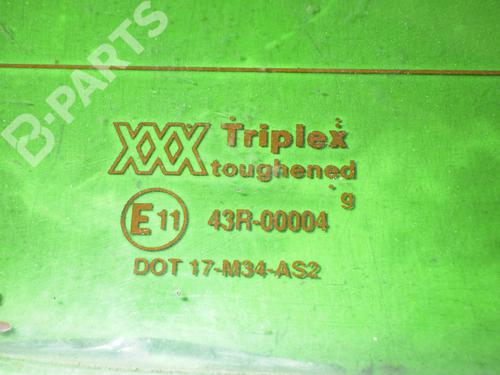 B-PARTS
XXX Triplex
toughened
g
E 11 43R-00004
DOT 17-M34-AS2